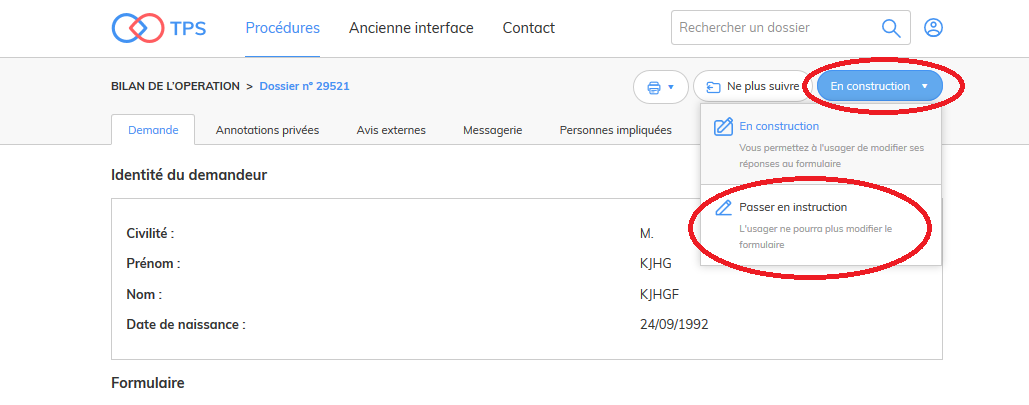 TPS Procédures Ancienne interface Contact Rechercher un dossier
BILAN DE L'OPERATION > Dossier n° 29521 Ne plus suivre En construction
Demande Annotations privées Avis externes Messagerie Personnes impliquées
En construction
Vous permettez à l'usager de modifier ses
réponses au formulaire
Passer en instruction
L'usager ne pourra plus modifier le
formulaire
Identité du demandeur
Civilité : M.
Prénom : KJHG
Nom : KJHGF
Date de naissance : 24/09/1992
Formulaire